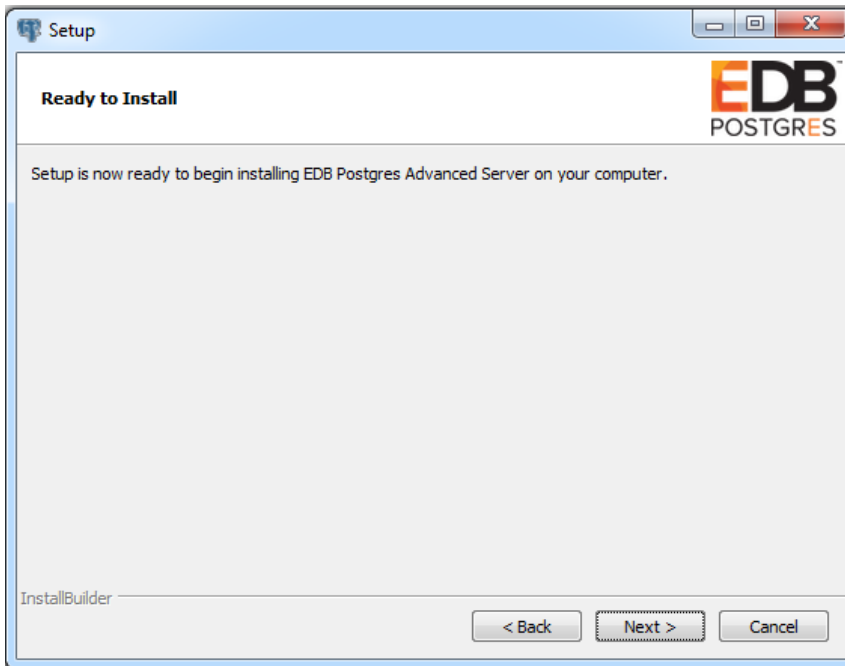 Setup
Ready to Install
EDB
POSTGRES
Setup is now ready to begin installing EDB Postgres Advanced Server on your computer.
InstallBuilder
< Back
Next >
Cancel